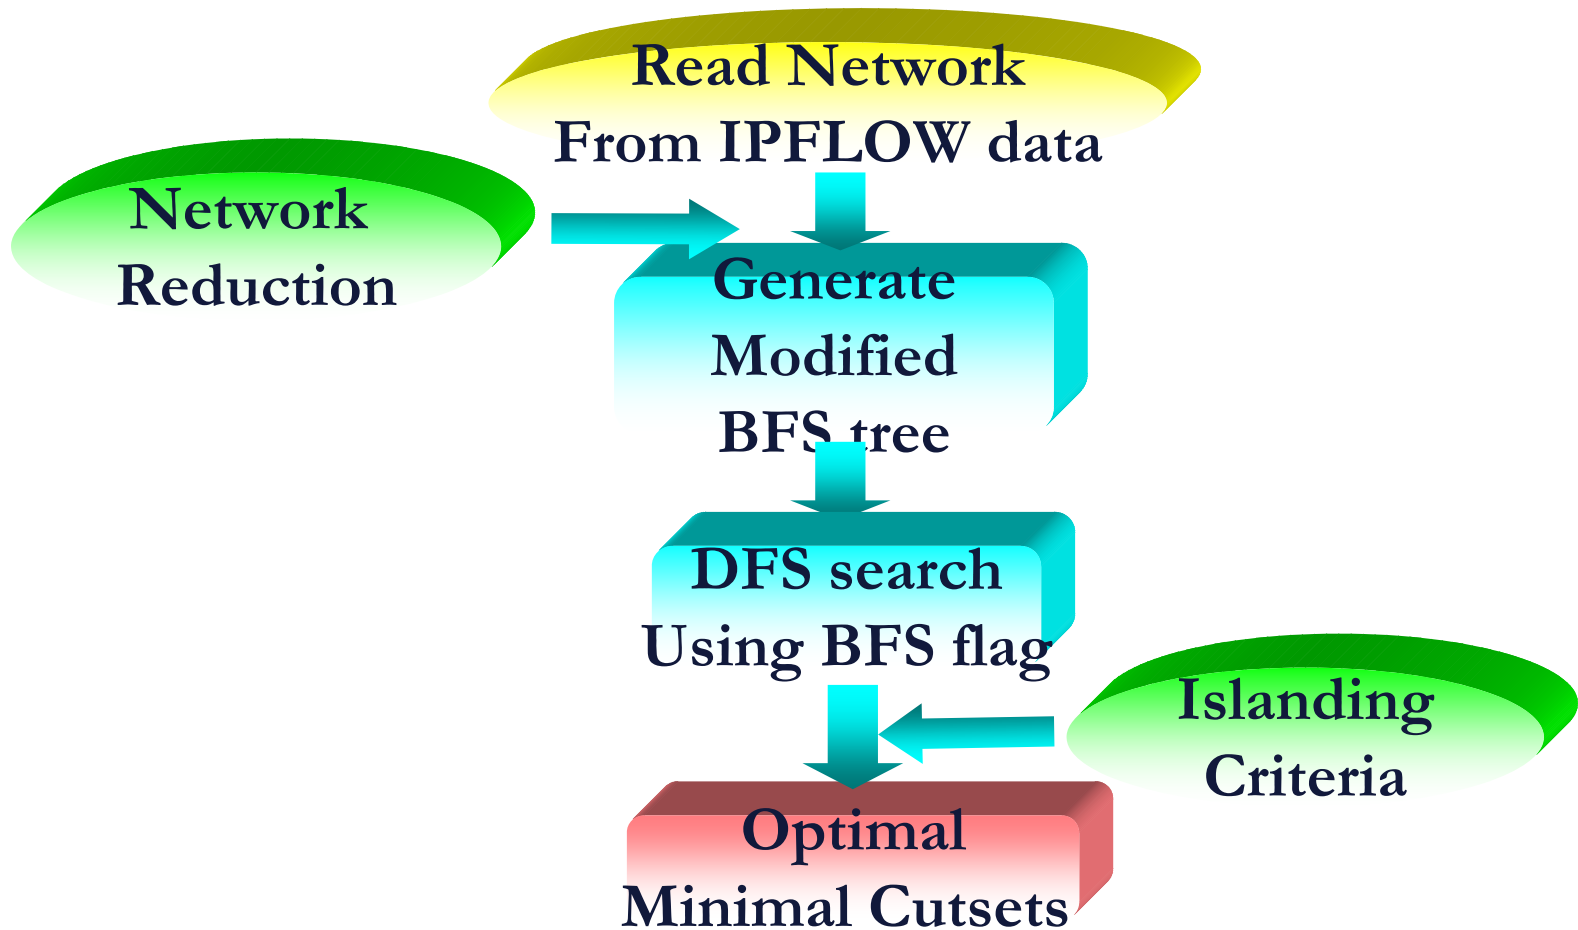 Read Network
From IPFLOW data
Network
Reduction
Generate
Modified
BFS tree
DFS search
Using BFS flag
Islanding
Criteria
Optimal
Minimal Cutsets